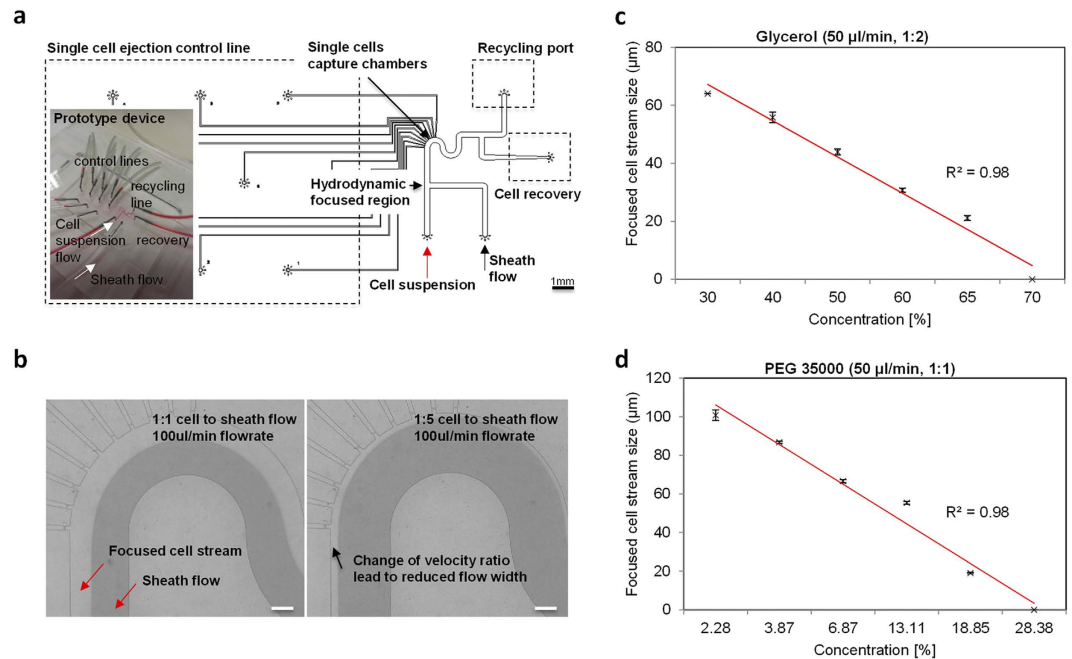 a
Single cell ejection control line
Single cells
capture chambers
Recycling port
Prototype device
control lines
recycling
line
Cell
suspension
flow
recovery
Sheath flow
Hydrodynamic
focused region
Cell recovery
Cell suspension
Sheath
flow
1mm
b
1:1 cell to sheath flow
100ul/min flowrate
Focused cell stream
Sheath flow
1:5 cell to sheath flow
100ul/min flowrate
Change of velocity ratio
lead to reduced flow width
c
Glycerol (50 µl/min, 1:2)
Focused cell stream size (µm)
80
60
40
20
0
R² = 0.98
30 40 50 60 65 70
Concentration [%]
d
PEG 35000 (50 µl/min, 1:1)
Focused cell stream size (µm)
120
100
80
60
40
20
0
R² = 0.98
2.28 3.87 6.87 13.11 18.85 28.38
Concentration [%]